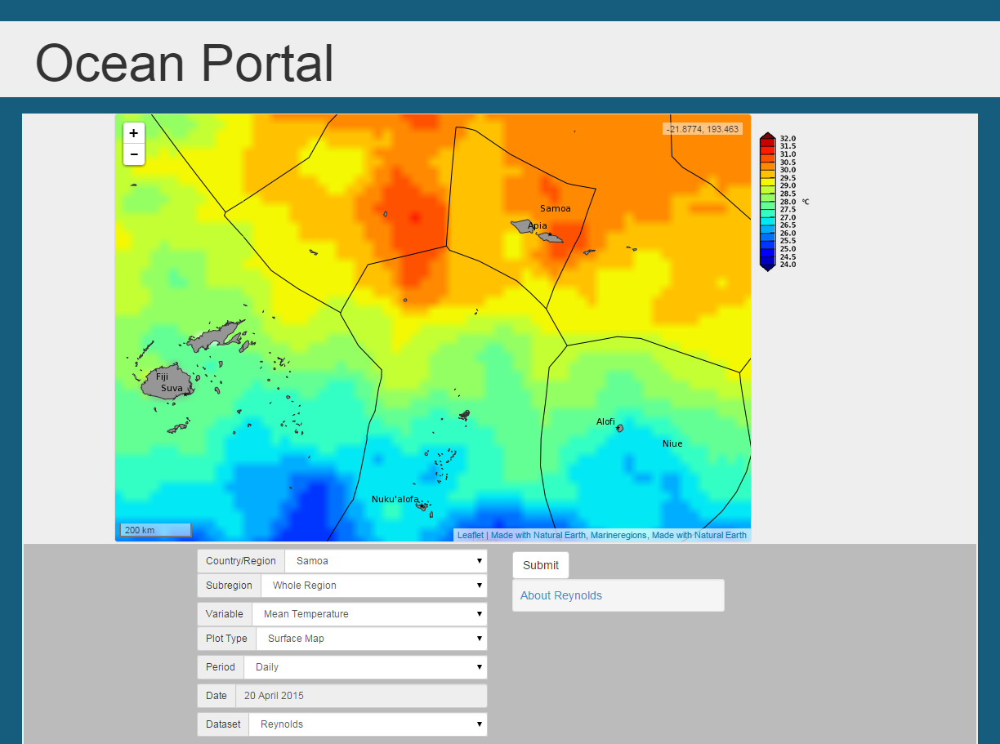 Ocean Portal
+
−
-21.8774, 193.463
32.0
31.5
31.0
30.5
30.0
29.5
29.0
28.5
28.0 °C
27.5
27.0
26.5
26.0
25.5
25.0
24.5
24.0
Samoa
Apia
Fiji
Suva
Alofi
Niue
Nuku'alofa
200 km
Leaflet | Made with Natural Earth, Marineregions, Made with Natural Earth
Country/Region Samoa
Subregion Whole Region
Variable Mean Temperature
Plot Type Surface Map
Period Daily
Date 20 April 2015
Dataset Reynolds
Submit
About Reynolds